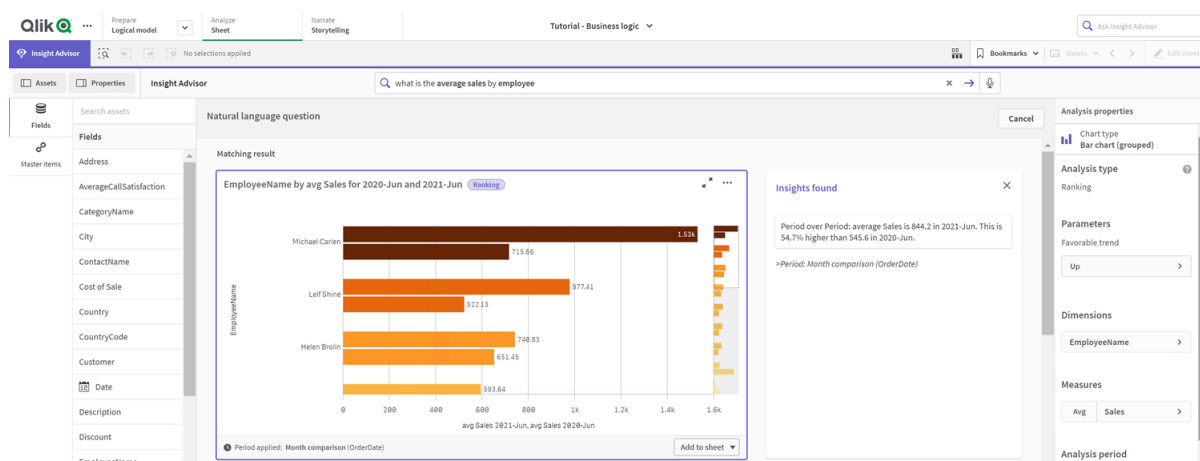 Qlik
Prepare
Logical model
Analyze
Sheet
Narrate
Storytelling
Tutorial - Business logic
Ask Insight Advisor
Insight Advisor
No selections applied
Bookmarks
Sheets
Edit sheet
Assets
Properties
Insight Advisor
what is the average sales by employee
Fields
Master items
Search assets
Fields
Address
AverageCallSatisfaction
CategoryName
City
ContactName
Cost of Sale
Country
CountryCode
Customer
Date
Description
Discount
EmployeeName
Natural language question
Cancel
Matching result
EmployeeName by avg Sales for 2020-Jun and 2021-Jun
Ranking
EmployeeName
Michael Carlen
1.53k
715.66
Leif Shine
977.41
522.13
Helen Brolin
740.83
651.45
593.64
0 200 400 600 800 1k 1.2k 1.4k 1.6k
avg Sales 2021-Jun, avg Sales 2020-Jun
Period applied: Month comparison (OrderDate)
Add to sheet
Insights found
Period over Period: average Sales is 844.2 in 2021-Jun. This is
54.7% higher than 545.6 in 2020-Jun.
>Period: Month comparison (OrderDate)
Analysis properties
Chart type
Bar chart (grouped)
Analysis type
Ranking
Parameters
Favorable trend
Up
Dimensions
EmployeeName
Measures
Avg Sales
Analysis period